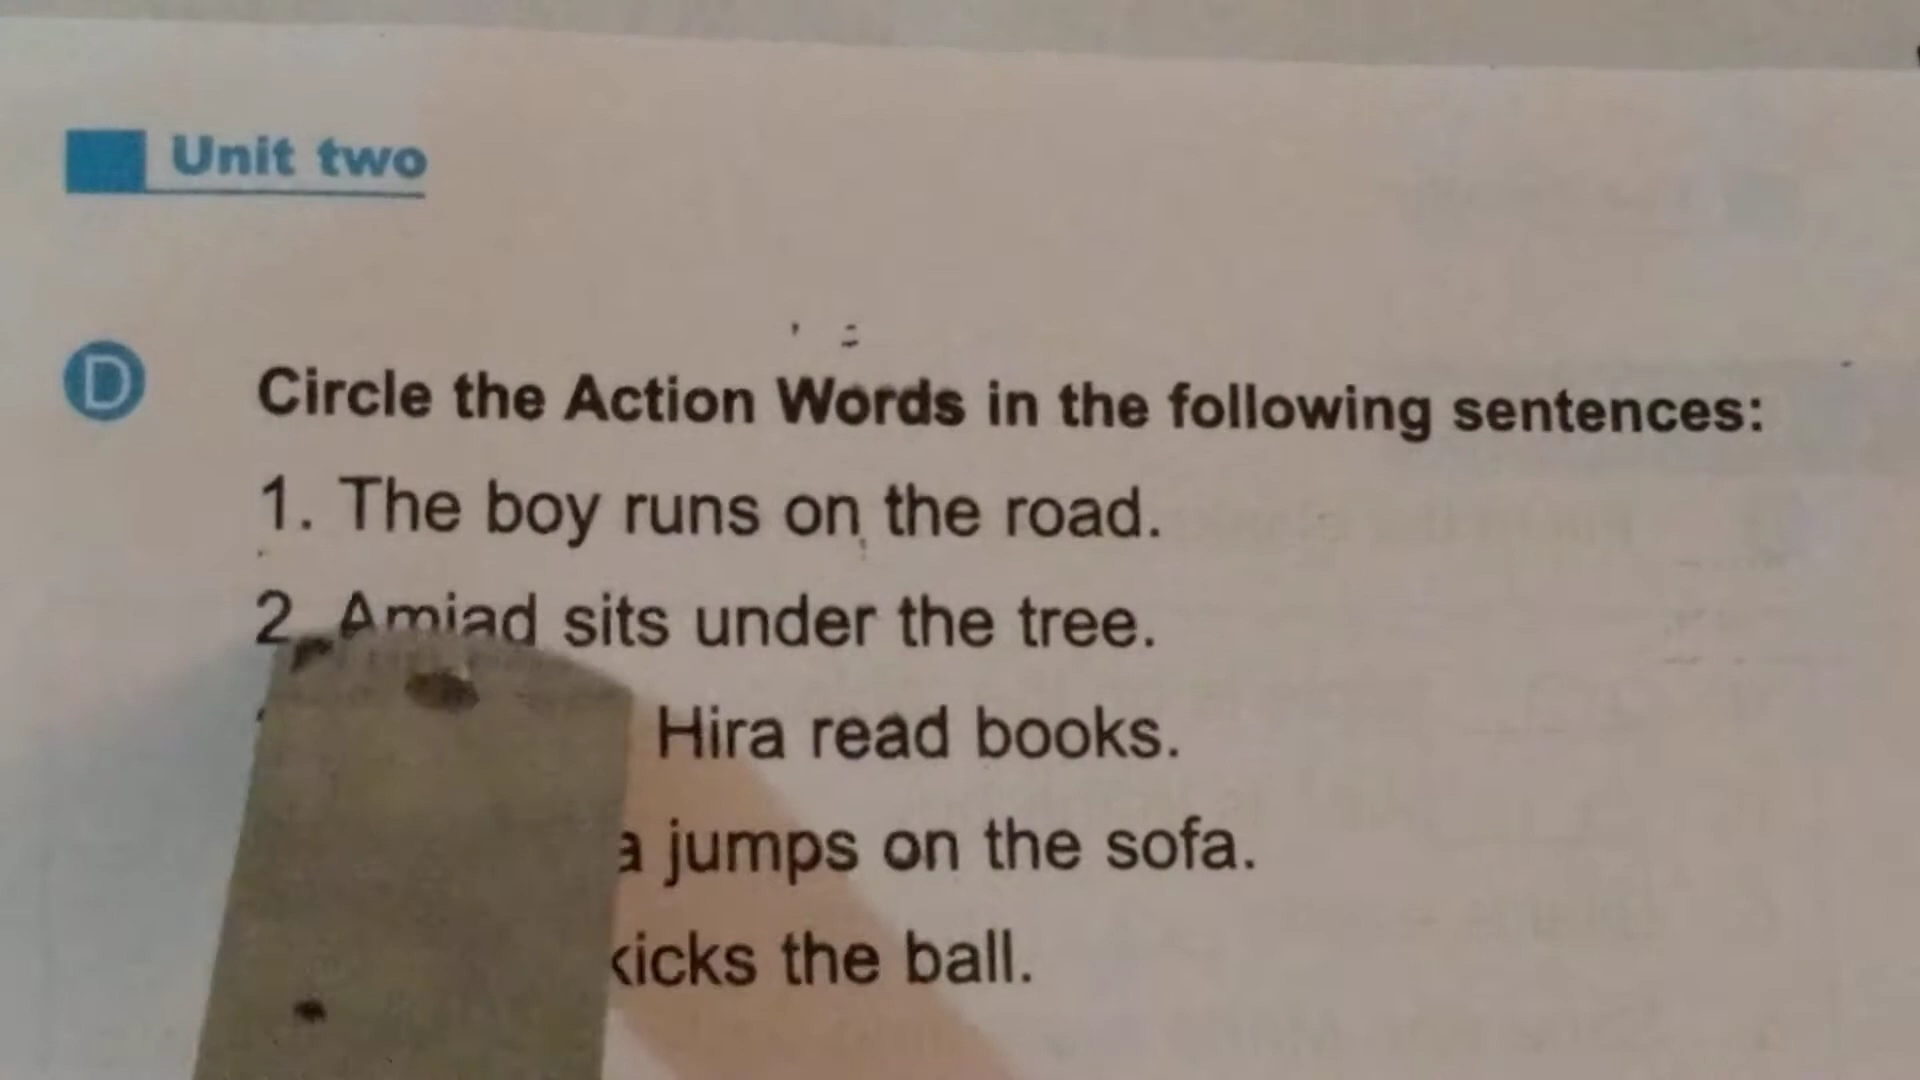 Unit two
D
Circle the Action Words in the following sentences:
1. The boy runs on the road.
2. Amjad sits under the tree.
Hira read books.
a jumps on the sofa.
kicks the ball.